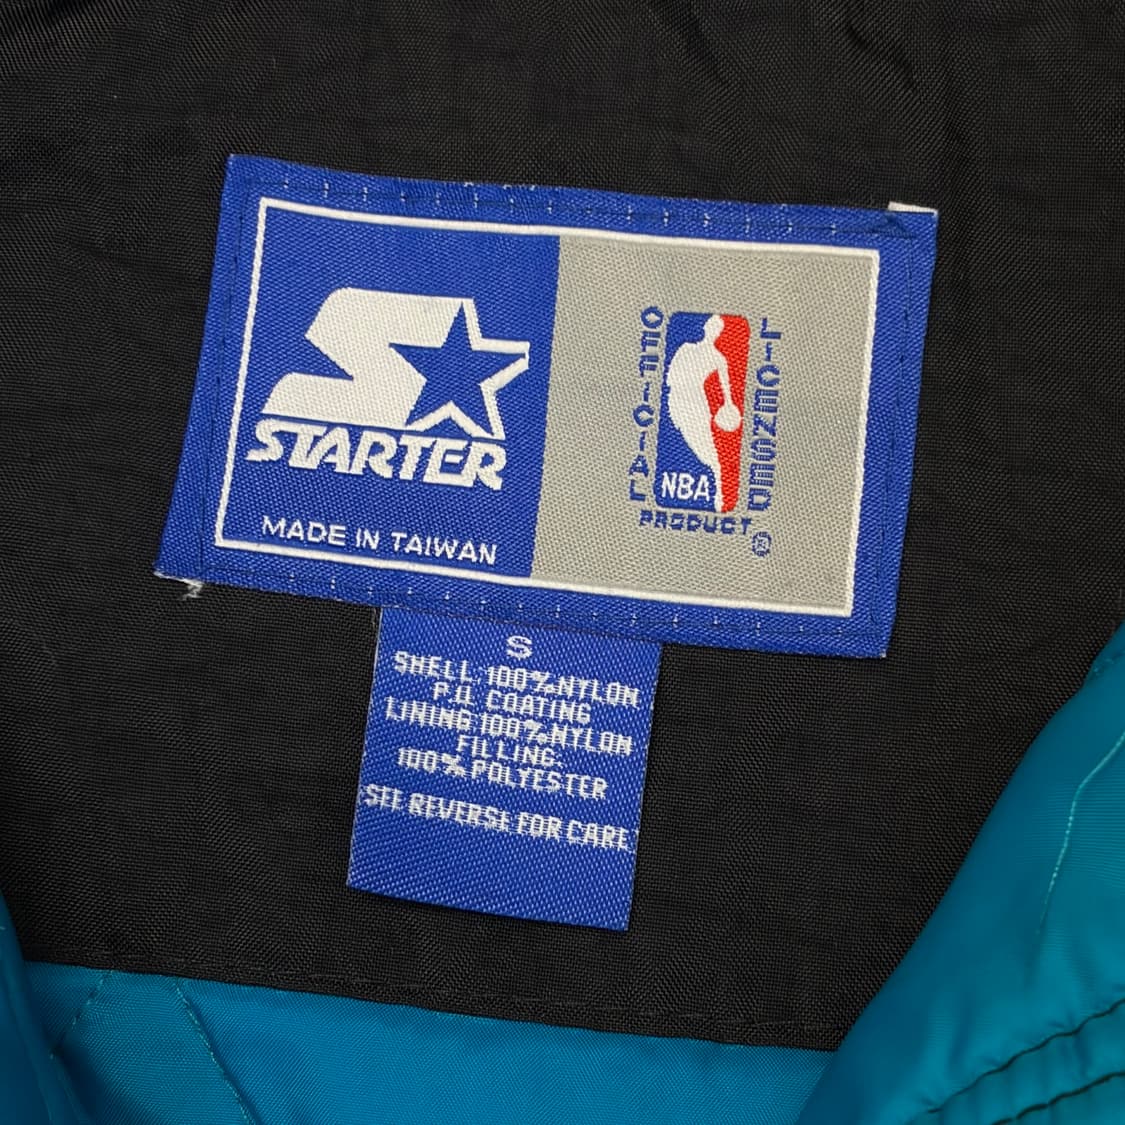 STARTER
MADE IN TAIWAN
OFFICIAL
LICENSED
NBA
PRODUCT ®
S
SHELL:100%NYLON
P.U. COATING
LINING:100%NYLON
FILLING:
100%POLYESTER
SEE REVERSE FOR CARE